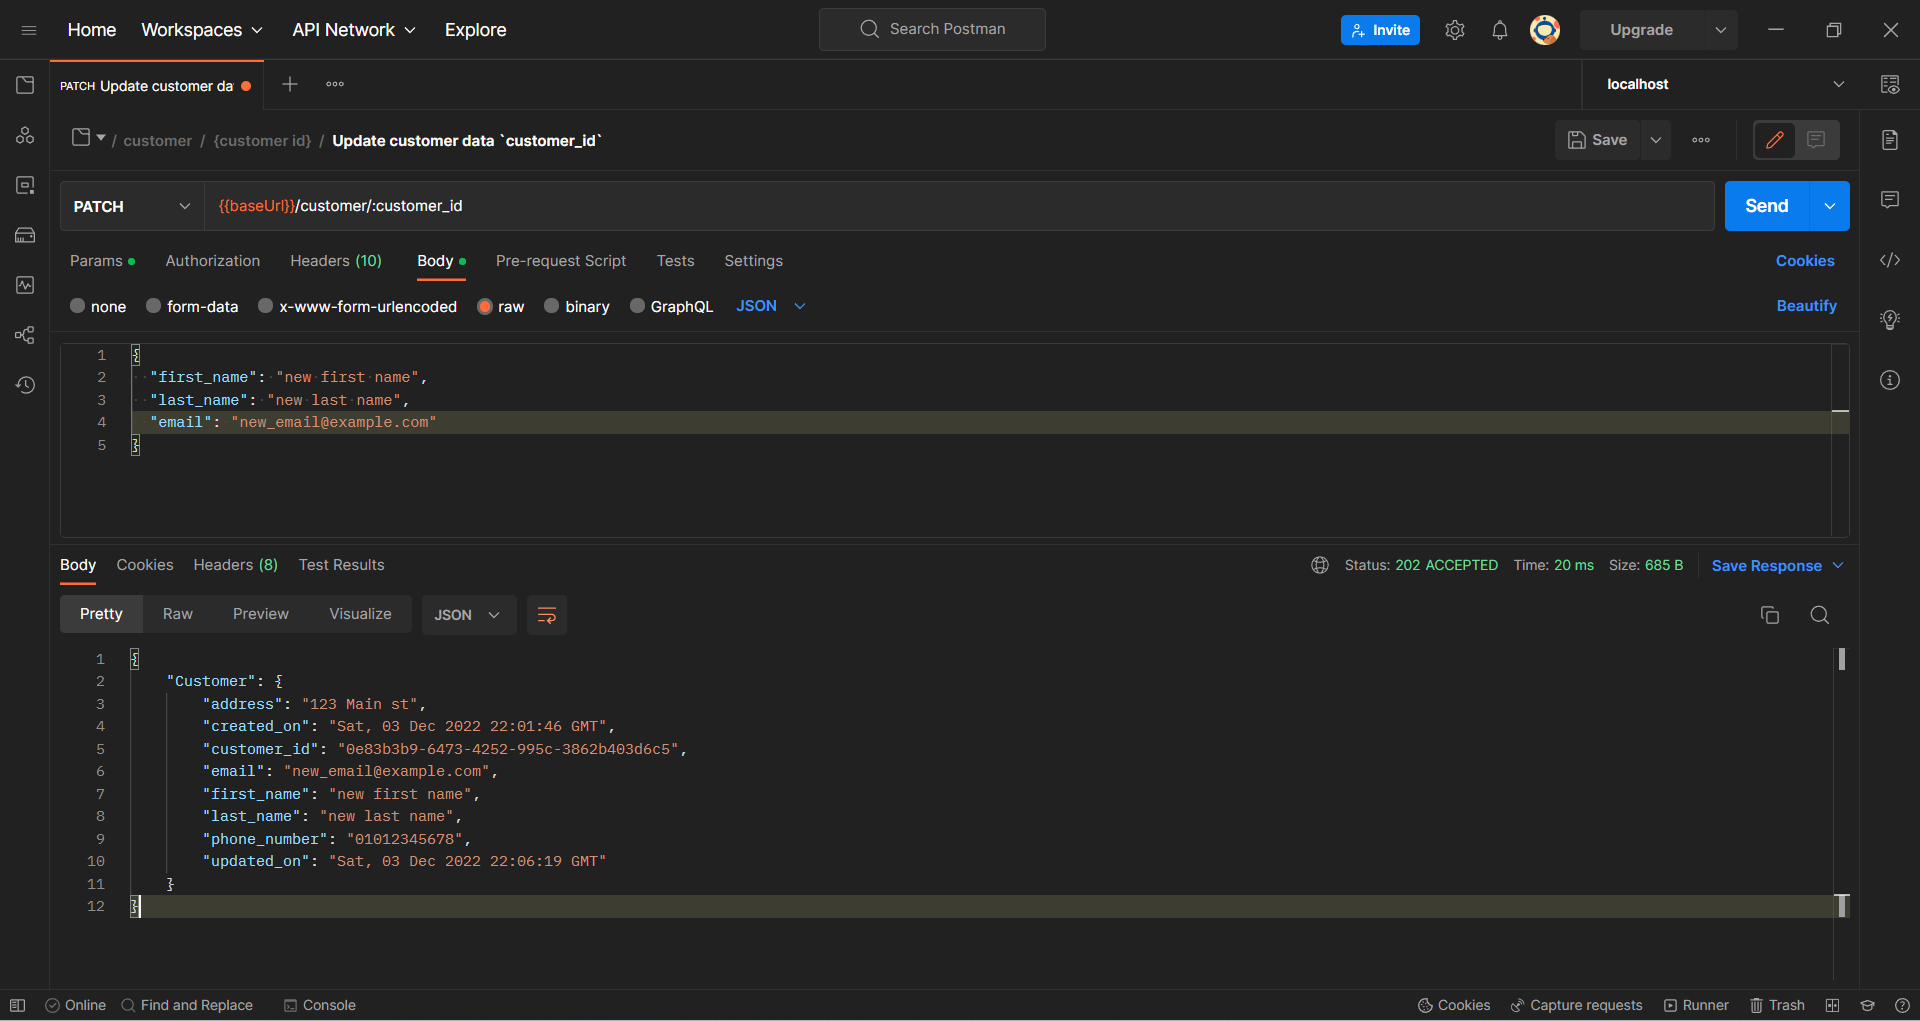 Home Workspaces API Network Explore Search Postman Invite Upgrade
PATCH Update customer da localhost
/ customer / {customer id} / Update customer data `customer_id` Save
PATCH {{baseUrl}}/customer/:customer_id Send
Params Authorization Headers (10) Body Pre-request Script Tests Settings Cookies
none form-data x-www-form-urlencoded raw binary GraphQL JSON Beautify
1 {
2 "first_name": "new first name",
3 "last_name": "new last name",
4 "email": "new_email@example.com"
5 }
Body Cookies Headers (8) Test Results Status: 202 ACCEPTED Time: 20 ms Size: 685 B Save Response
Pretty Raw Preview Visualize JSON
1 {
2 "Customer": {
3 "address": "123 Main st",
4 "created_on": "Sat, 03 Dec 2022 22:01:46 GMT",
5 "customer_id": "0e83b3b9-6473-4252-995c-3862b403d6c5",
6 "email": "new_email@example.com",
7 "first_name": "new first name",
8 "last_name": "new last name",
9 "phone_number": "01012345678",
10 "updated_on": "Sat, 03 Dec 2022 22:06:19 GMT"
11 }
12 }
Online Find and Replace Console Cookies Capture requests Runner Trash